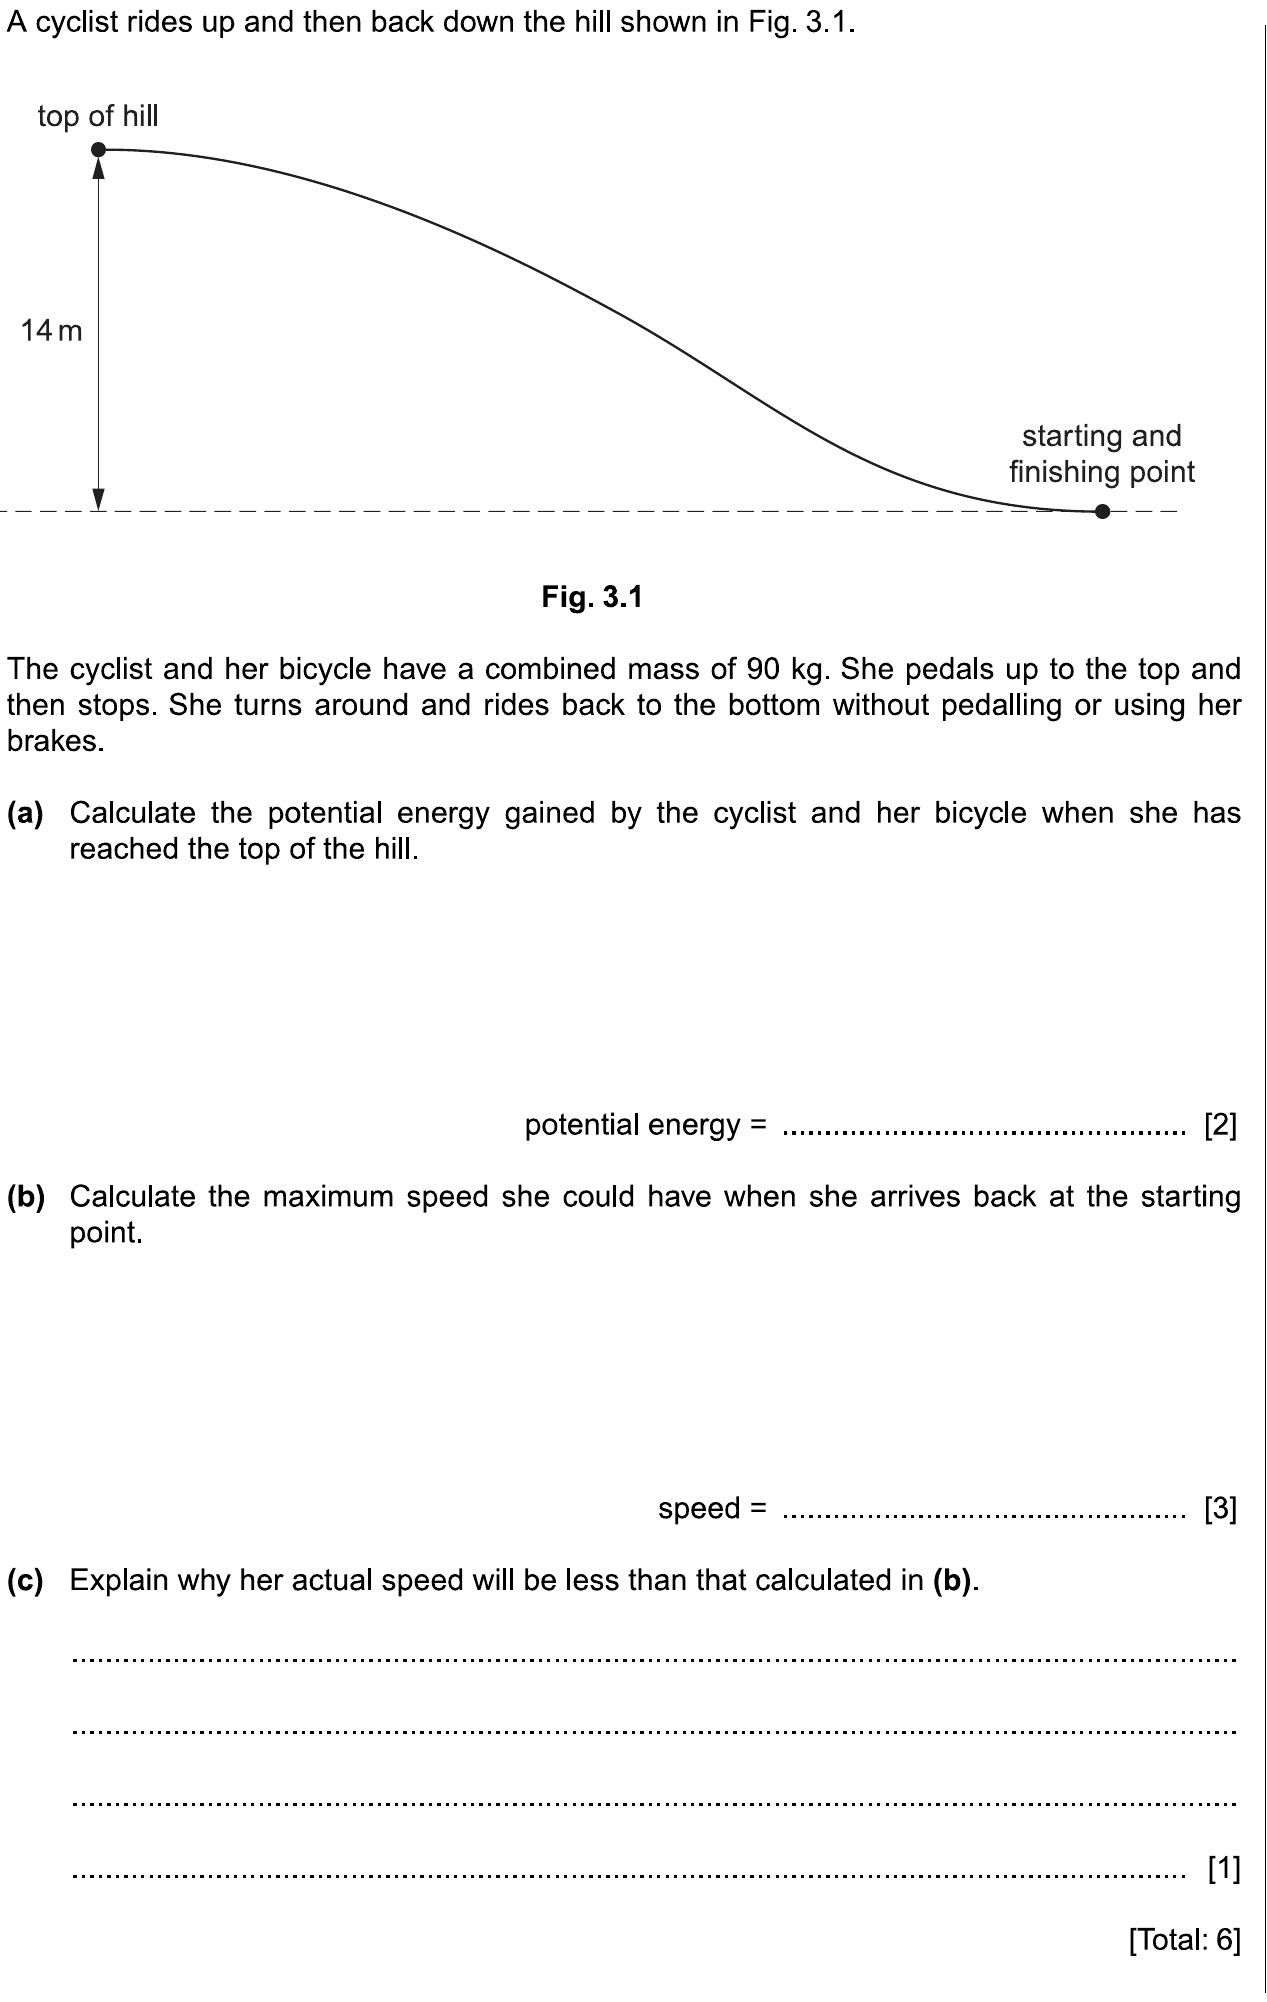 A cyclist rides up and then back down the hill shown in Fig. 3.1.
top of hill
14 m
starting and
finishing point
Fig. 3.1
The cyclist and her bicycle have a combined mass of 90 kg. She pedals up to the top and
then stops. She turns around and rides back to the bottom without pedalling or using her
brakes.
(a) Calculate the potential energy gained by the cyclist and her bicycle when she has
reached the top of the hill.
potential energy = ................................................ [2]
(b) Calculate the maximum speed she could have when she arrives back at the starting
point.
speed = ................................................ [3]
(c) Explain why her actual speed will be less than that calculated in (b).
..........................................................................................................................................
..........................................................................................................................................
..........................................................................................................................................
.................................................................................................................................... [1]
[Total: 6]